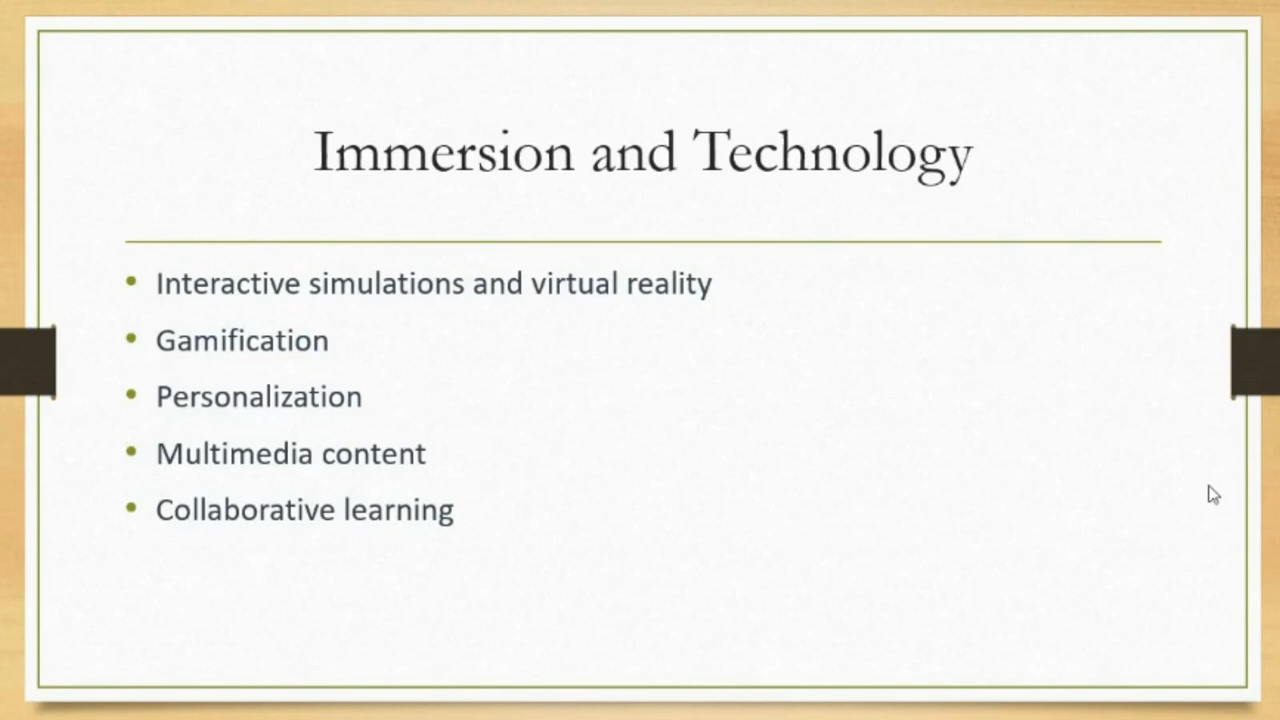 Immersion and Technology
• Interactive simulations and virtual reality
• Gamification
• Personalization
• Multimedia content
• Collaborative learning